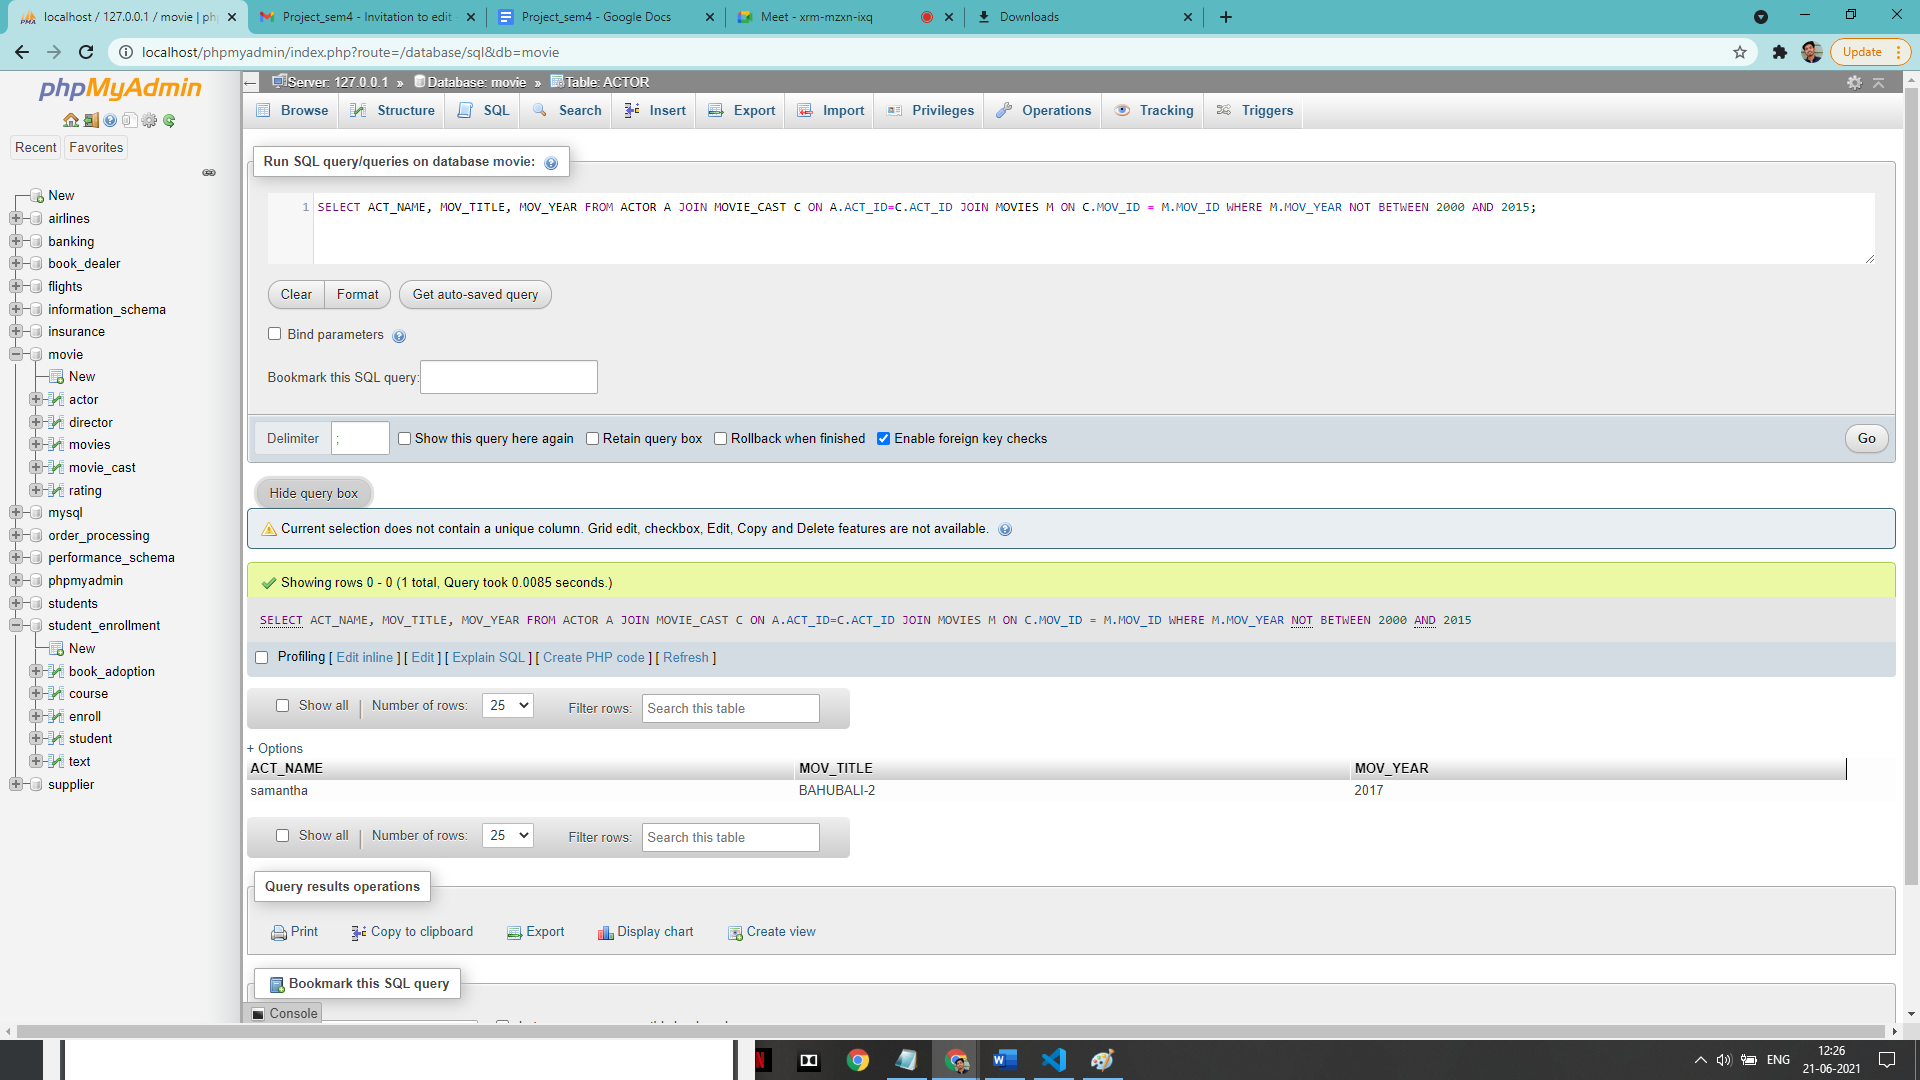 localhost / 127.0.0.1 / movie | ph
Project_sem4 - Invitation to edit
Project_sem4 - Google Docs
Meet - xrm-mzxn-ixq
Downloads
localhost/phpmyadmin/index.php?route=/database/sql&db=movie
Update
phpMyAdmin
Recent
Favorites
New
airlines
banking
book_dealer
flights
information_schema
insurance
movie
New
actor
director
movies
movie_cast
rating
mysql
order_processing
performance_schema
phpmyadmin
students
student_enrollment
New
book_adoption
course
enroll
student
text
supplier
Server: 127.0.0.1 » Database: movie » Table: ACTOR
Browse Structure SQL Search Insert Export Import Privileges Operations Tracking Triggers
Run SQL query/queries on database movie:
1 SELECT ACT_NAME, MOV_TITLE, MOV_YEAR FROM ACTOR A JOIN MOVIE_CAST C ON A.ACT_ID=C.ACT_ID JOIN MOVIES M ON C.MOV_ID = M.MOV_ID WHERE M.MOV_YEAR NOT BETWEEN 2000 AND 2015;
Clear Format Get auto-saved query
Bind parameters
Bookmark this SQL query:
Delimiter ; Show this query here again Retain query box Rollback when finished Enable foreign key checks Go
Hide query box
Current selection does not contain a unique column. Grid edit, checkbox, Edit, Copy and Delete features are not available.
Showing rows 0 - 0 (1 total, Query took 0.0085 seconds.)
SELECT ACT_NAME, MOV_TITLE, MOV_YEAR FROM ACTOR A JOIN MOVIE_CAST C ON A.ACT_ID=C.ACT_ID JOIN MOVIES M ON C.MOV_ID = M.MOV_ID WHERE M.MOV_YEAR NOT BETWEEN 2000 AND 2015
Profiling [ Edit inline ] [ Edit ] [ Explain SQL ] [ Create PHP code ] [ Refresh ]
Show all | Number of rows: 25 Filter rows: Search this table
+ Options
ACT_NAME MOV_TITLE MOV_YEAR
samantha BAHUBALI-2 2017
Show all | Number of rows: 25 Filter rows: Search this table
Query results operations
Print Copy to clipboard Export Display chart Create view
Bookmark this SQL query
Console
ENG
12:26
21-06-2021